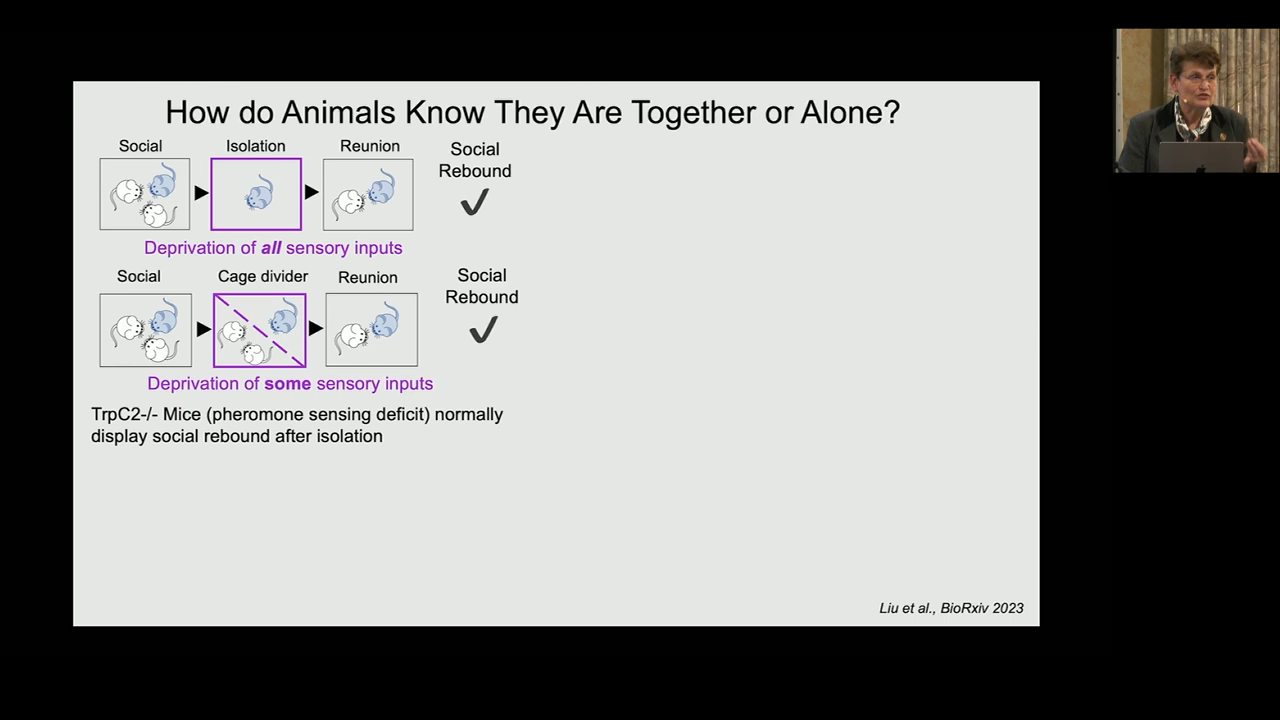 How do Animals Know They Are Together or Alone?
Social
Isolation
Reunion
Social
Rebound
Deprivation of all sensory inputs
Social
Cage divider
Reunion
Social
Rebound
Deprivation of some sensory inputs
TrpC2-/- Mice (pheromone sensing deficit) normally
display social rebound after isolation
Liu et al., BioRxiv 2023